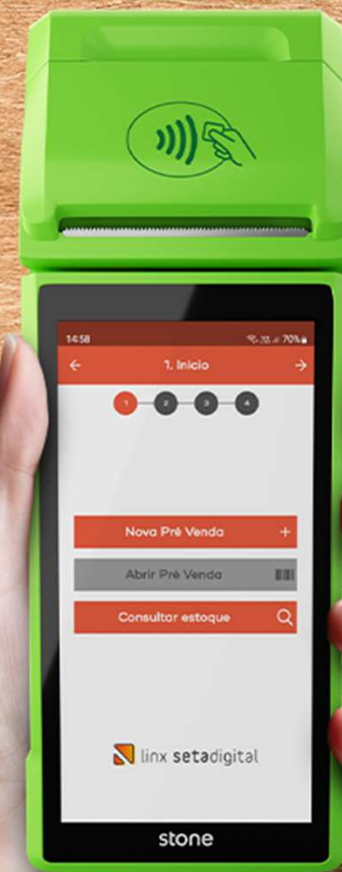 14:58 70%
1. Início
1 2 3 4
Nova Pré Venda +
Abrir Pré Venda
Consultar estoque
linx setadigital
stone